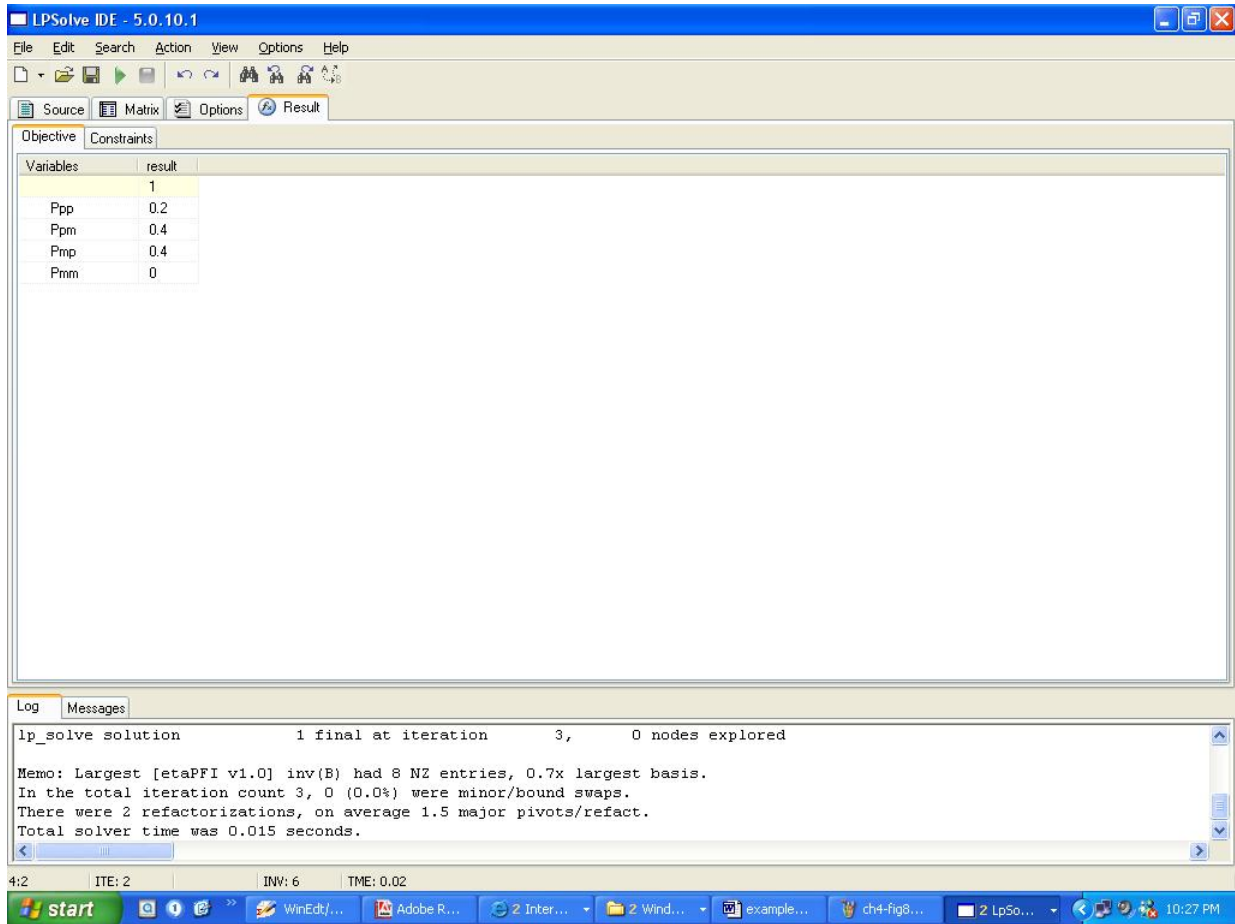 LPSolve IDE - 5.0.10.1
File Edit Search Action View Options Help
Source Matrix Options Result
Objective Constraints
Variables result
1
Ppp 0.2
Ppm 0.4
Pmp 0.4
Pmm 0
Log Messages
lp_solve solution 1 final at iteration 3, 0 nodes explored
Memo: Largest [etaPFI v1.0] inv(B) had 8 NZ entries, 0.7x largest basis.
In the total iteration count 3, 0 (0.0%) were minor/bound swaps.
There were 2 refactorizations, on average 1.5 major pivots/refact.
Total solver time was 0.015 seconds.
4:2 ITE: 2 INV: 6 TME: 0.02
start WinEdt/... Adobe R... 2 Inter... 2 Wind... example... ch4-fig8... 2 LpSo... 10:27 PM